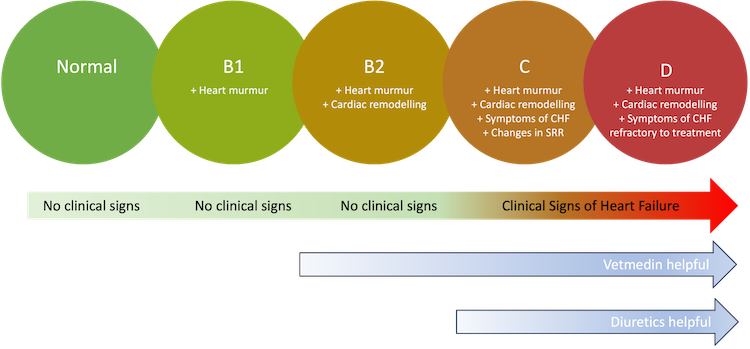 Normal
B1
+ Heart murmur
B2
+ Heart murmur
+ Cardiac remodelling
C
+ Heart murmur
+ Cardiac remodelling
+ Symptoms of CHF
+ Changes in SRR
D
+ Heart murmur
+ Cardiac remodelling
+ Symptoms of CHF
refractory to treatment
No clinical signs
No clinical signs
No clinical signs
Clinical Signs of Heart Failure
Vetmedin helpful
Diuretics helpful